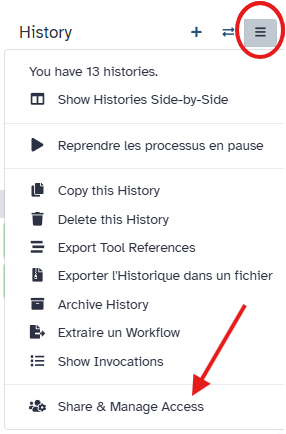 History
You have 13 histories.
Show Histories Side-by-Side
Reprendre les processus en pause
Copy this History
Delete this History
Export Tool References
Exporter l'Historique dans un fichier
Archive History
Extraire un Workflow
Show Invocations
Share & Manage Access